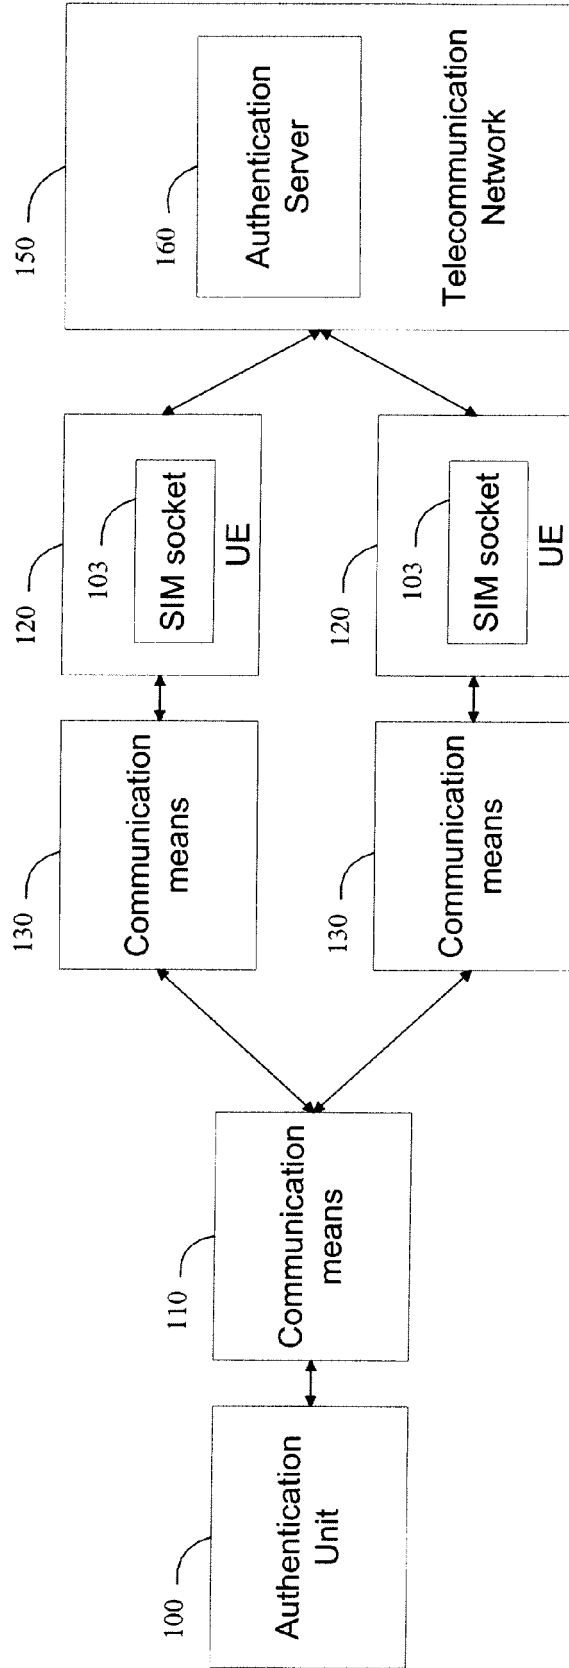 100
Authentication
Unit
110
Communication
means
130
Communication
means
120
103
SIM socket
UE
130
Communication
means
120
103
SIM socket
UE
150
160
Authentication
Server
Telecommunication
Network